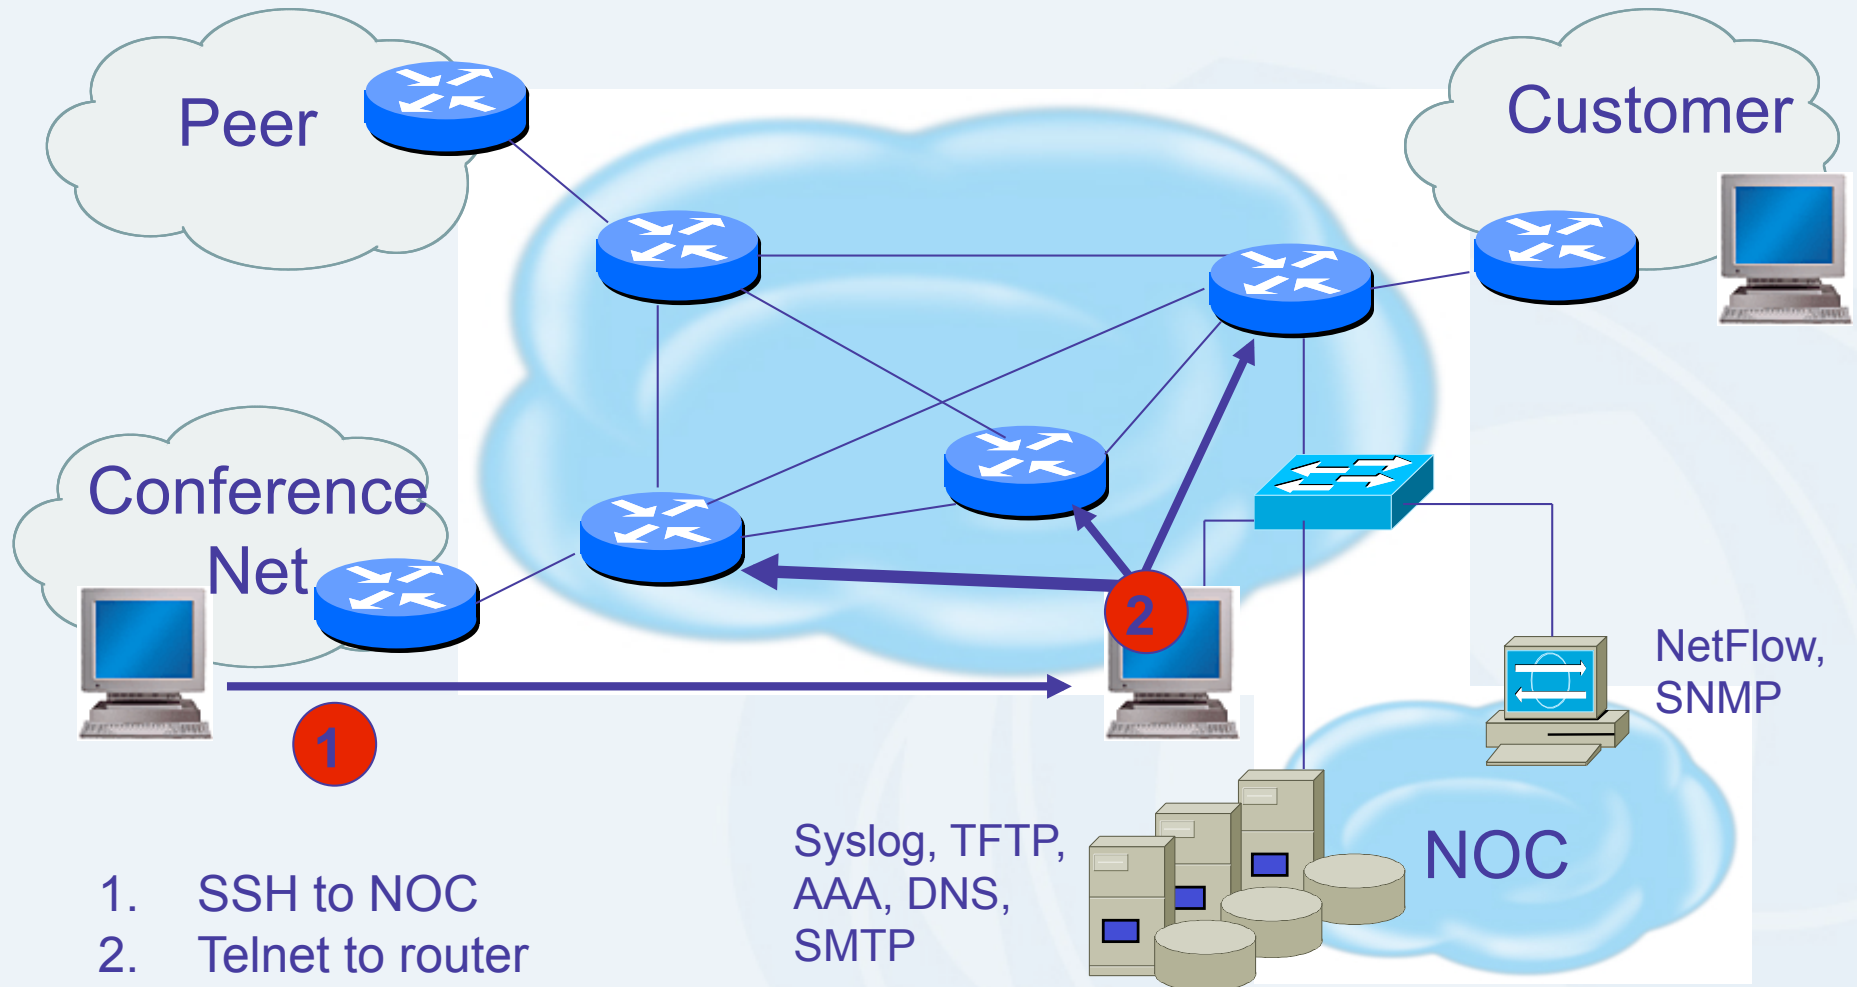 Peer
Customer
Conference
Net
2
NetFlow,
SNMP
1
Syslog, TFTP,
AAA, DNS,
SMTP
NOC
1. SSH to NOC
2. Telnet to router